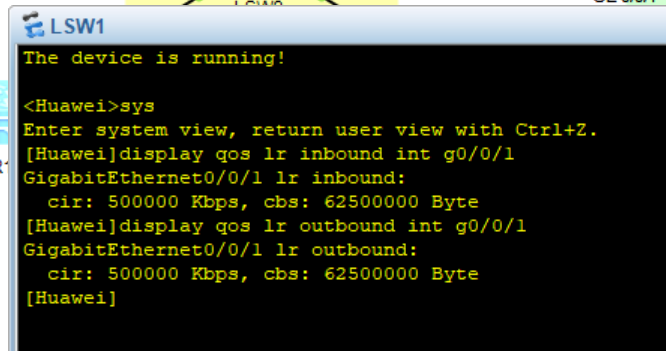 LSW1
The device is running!
<Huawei>sys
Enter system view, return user view with Ctrl+Z.
[Huawei]display qos lr inbound int g0/0/1
GigabitEthernet0/0/1 lr inbound:
cir: 500000 Kbps, cbs: 62500000 Byte
[Huawei]display qos lr outbound int g0/0/1
GigabitEthernet0/0/1 lr outbound:
cir: 500000 Kbps, cbs: 62500000 Byte
[Huawei]